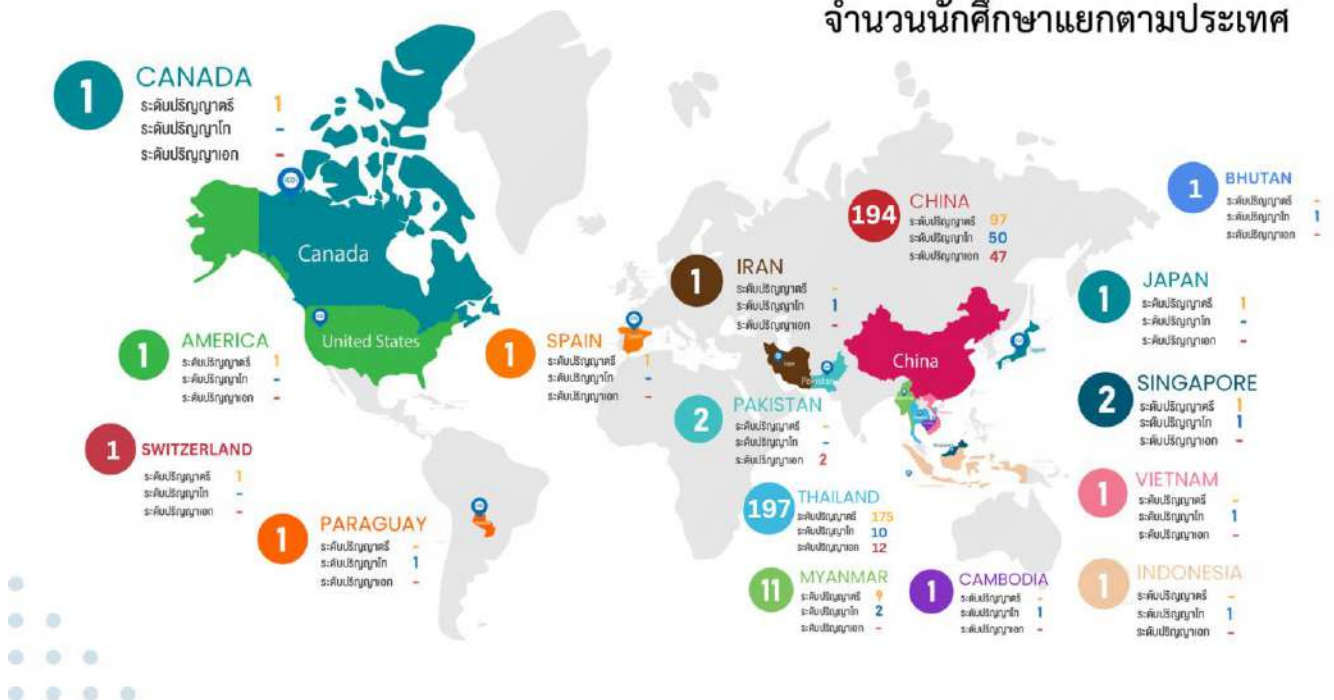 จำนวนนักศึกษาแยกตามประเทศ
1 CANADA
ระดับปริญญาตรี 1
ระดับปริญญาโท -
ระดับปริญญาเอก -
194 CHINA
ระดับปริญญาตรี 97
ระดับปริญญาโท 50
ระดับปริญญาเอก 47
1 BHUTAN
ระดับปริญญาตรี -
ระดับปริญญาโท 1
ระดับปริญญาเอก -
Canada
1 IRAN
ระดับปริญญาตรี -
ระดับปริญญาโท 1
ระดับปริญญาเอก -
1 JAPAN
ระดับปริญญาตรี 1
ระดับปริญญาโท -
ระดับปริญญาเอก -
1 AMERICA
ระดับปริญญาตรี 1
ระดับปริญญาโท -
ระดับปริญญาเอก -
United States
1 SPAIN
ระดับปริญญาตรี 1
ระดับปริญญาโท -
ระดับปริญญาเอก -
China
Pakistan
2 PAKISTAN
ระดับปริญญาตรี -
ระดับปริญญาโท -
ระดับปริญญาเอก 2
2 SINGAPORE
ระดับปริญญาตรี 1
ระดับปริญญาโท 1
ระดับปริญญาเอก -
1 SWITZERLAND
ระดับปริญญาตรี 1
ระดับปริญญาโท -
ระดับปริญญาเอก -
1 PARAGUAY
ระดับปริญญาตรี -
ระดับปริญญาโท 1
ระดับปริญญาเอก -
197 THAILAND
ระดับปริญญาตรี 175
ระดับปริญญาโท 10
ระดับปริญญาเอก 12
1 VIETNAM
ระดับปริญญาตรี -
ระดับปริญญาโท 1
ระดับปริญญาเอก -
11 MYANMAR
ระดับปริญญาตรี 9
ระดับปริญญาโท 2
ระดับปริญญาเอก -
1 CAMBODIA
ระดับปริญญาตรี -
ระดับปริญญาโท 1
ระดับปริญญาเอก -
1 INDONESIA
ระดับปริญญาตรี -
ระดับปริญญาโท 1
ระดับปริญญาเอก -